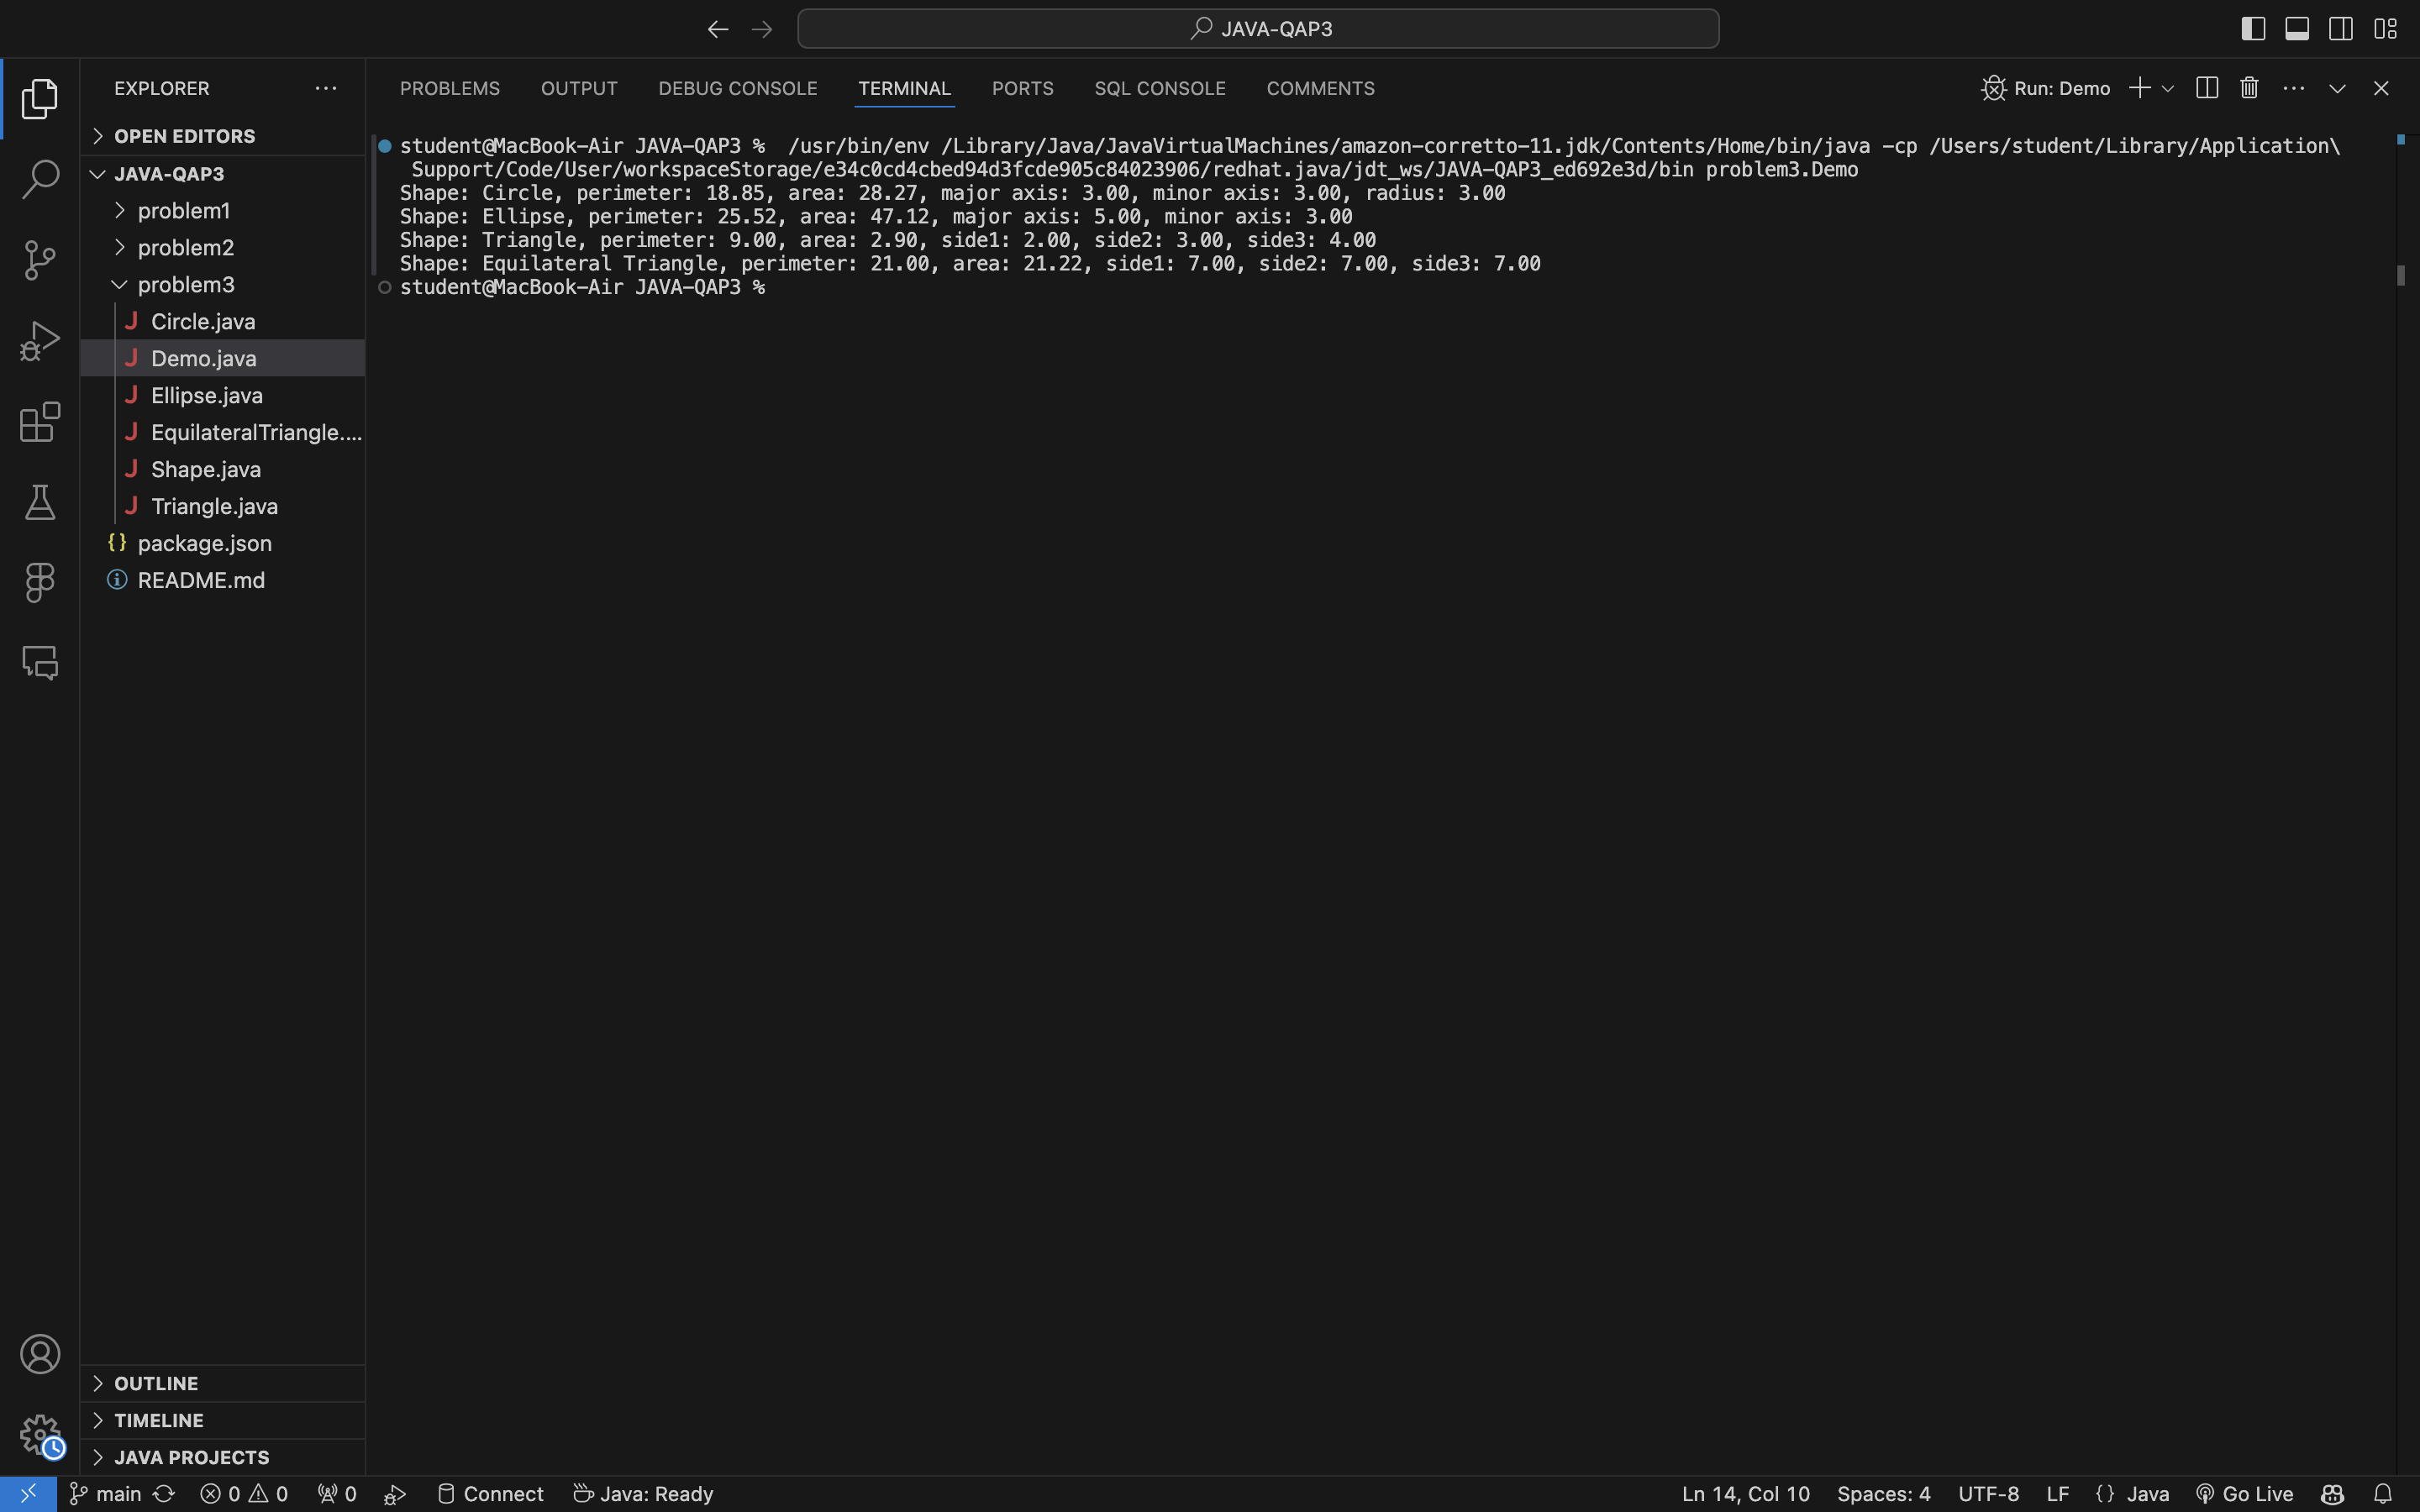 JAVA-QAP3
EXPLORER
OPEN EDITORS
JAVA-QAP3
problem1
problem2
problem3
Circle.java
Demo.java
Ellipse.java
EquilateralTriangle....
Shape.java
Triangle.java
package.json
README.md
OUTLINE
TIMELINE
JAVA PROJECTS
PROBLEMS OUTPUT DEBUG CONSOLE TERMINAL PORTS SQL CONSOLE COMMENTS Run: Demo
student@MacBook-Air JAVA-QAP3 % /usr/bin/env /Library/Java/JavaVirtualMachines/amazon-corretto-11.jdk/Contents/Home/bin/java -cp /Users/student/Library/Application\
Support/Code/User/workspaceStorage/e34c0cd4cbed94d3fcde905c84023906/redhat.java/jdt_ws/JAVA-QAP3_ed692e3d/bin problem3.Demo
Shape: Circle, perimeter: 18.85, area: 28.27, major axis: 3.00, minor axis: 3.00, radius: 3.00
Shape: Ellipse, perimeter: 25.52, area: 47.12, major axis: 5.00, minor axis: 3.00
Shape: Triangle, perimeter: 9.00, area: 2.90, side1: 2.00, side2: 3.00, side3: 4.00
Shape: Equilateral Triangle, perimeter: 21.00, area: 21.22, side1: 7.00, side2: 7.00, side3: 7.00
student@MacBook-Air JAVA-QAP3 %
main 0 0 0 Connect Java: Ready Ln 14, Col 10 Spaces: 4 UTF-8 LF {} Java Go Live